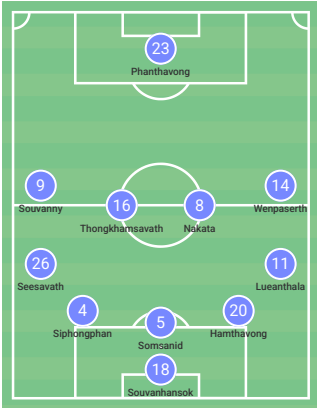 23
Phanthavong
9
Souvanny
16
Thongkhamsavath
8
Nakata
14
Wenpaserth
26
Seesavath
11
Lueanthala
4
Siphongphan
5
Somsanid
20
Hamthavong
18
Souvanhansok